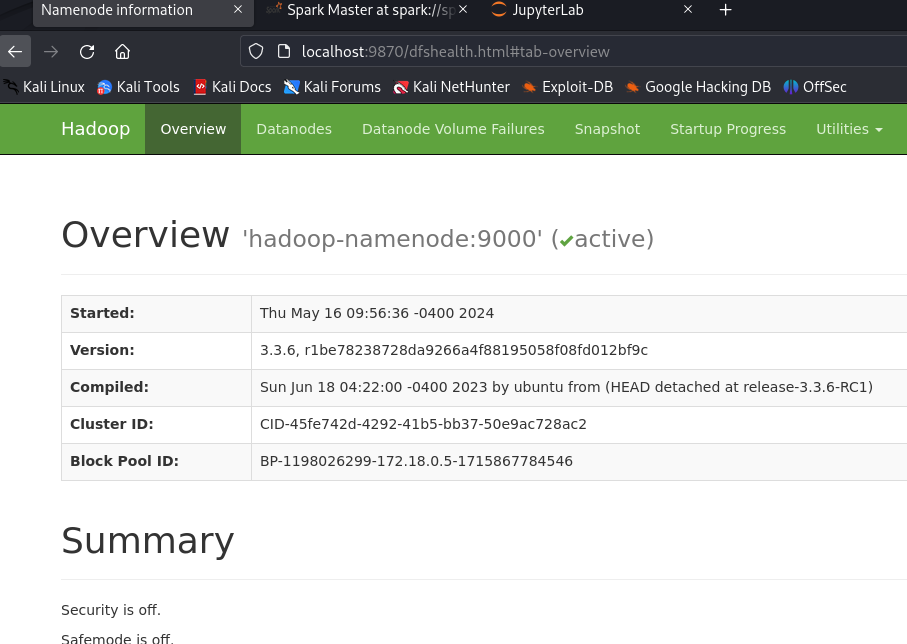 Namenode information
Spark Master at spark://sp
JupyterLab
localhost:9870/dfshealth.html#tab-overview
Kali Linux Kali Tools Kali Docs Kali Forums Kali NetHunter Exploit-DB Google Hacking DB OffSec
Hadoop Overview Datanodes Datanode Volume Failures Snapshot Startup Progress Utilities
Overview 'hadoop-namenode:9000' (✔active)
Started: Thu May 16 09:56:36 -0400 2024
Version: 3.3.6, r1be78238728da9266a4f88195058f08fd012bf9c
Compiled: Sun Jun 18 04:22:00 -0400 2023 by ubuntu from (HEAD detached at release-3.3.6-RC1)
Cluster ID: CID-45fe742d-4292-41b5-bb37-50e9ac728ac2
Block Pool ID: BP-1198026299-172.18.0.5-1715867784546
Summary
Security is off.
Safemode is off.